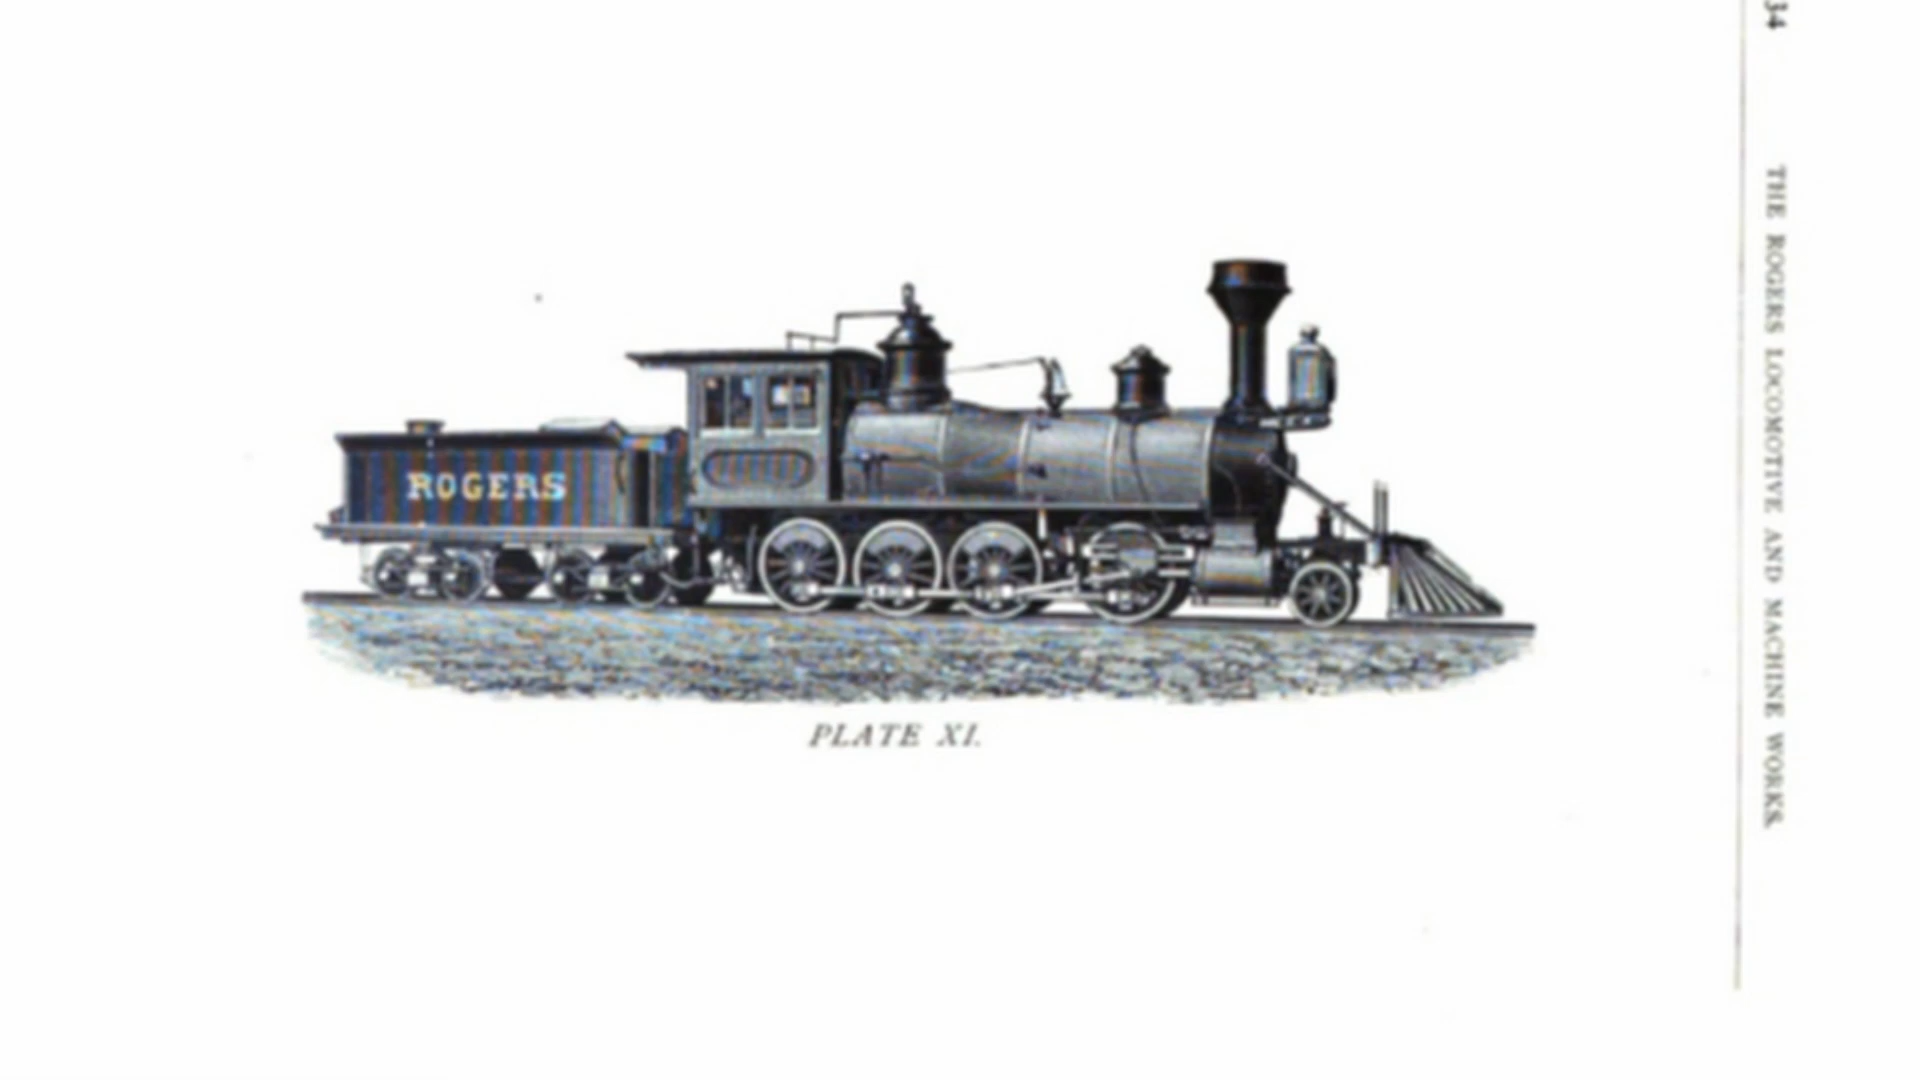 34 THE ROGERS LOCOMOTIVE AND MACHINE WORKS.
ROGERS
PLATE XI.